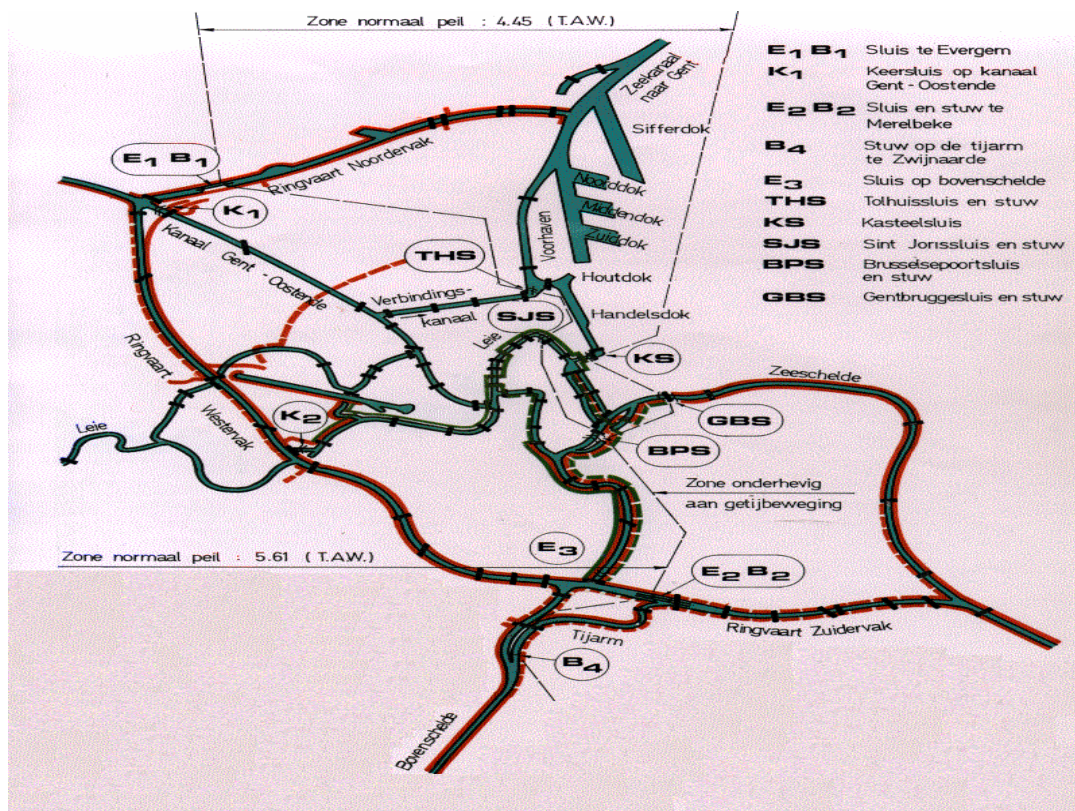 Zone normaal peil : 4.45 (T.A.W.)
E1 B1 Sluis te Evergem
K1 Keersluis op kanaal
Gent-Oostende
E2 B2 Sluis en stuw te
Merelbeke
B4 Stuw op de tijarm
te Zwijnaarde
E3 Sluis op bovenschelde
THS Tolhuissluis en stuw
KS Kasteelsluis
SJS Sint Jorissluis en stuw
BPS Brusselsepoortsluis
en stuw
GBS Gentbruggesluis en stuw
Zeekanaal
naar Gent
Sifferdok
Noorddok
Middendok
Zuiddok
Voorhaven
Houtdok
Handelsdok
E1 B1
Ringvaart Noordervak
K1
Kanaal Gent - Oostende
THS
Verbindings-
kanaal
SJS
Leie
KS
Zeeschelde
Ringvaart
Westervak
K2
Leie
GBS
BPS
Zone onderhevig
aan getijbeweging
Zone normaal peil : 5.61 (T.A.W.)
E3
E2 B2
Ringvaart Zuidervak
Tijarm
B4
Bovenschelde